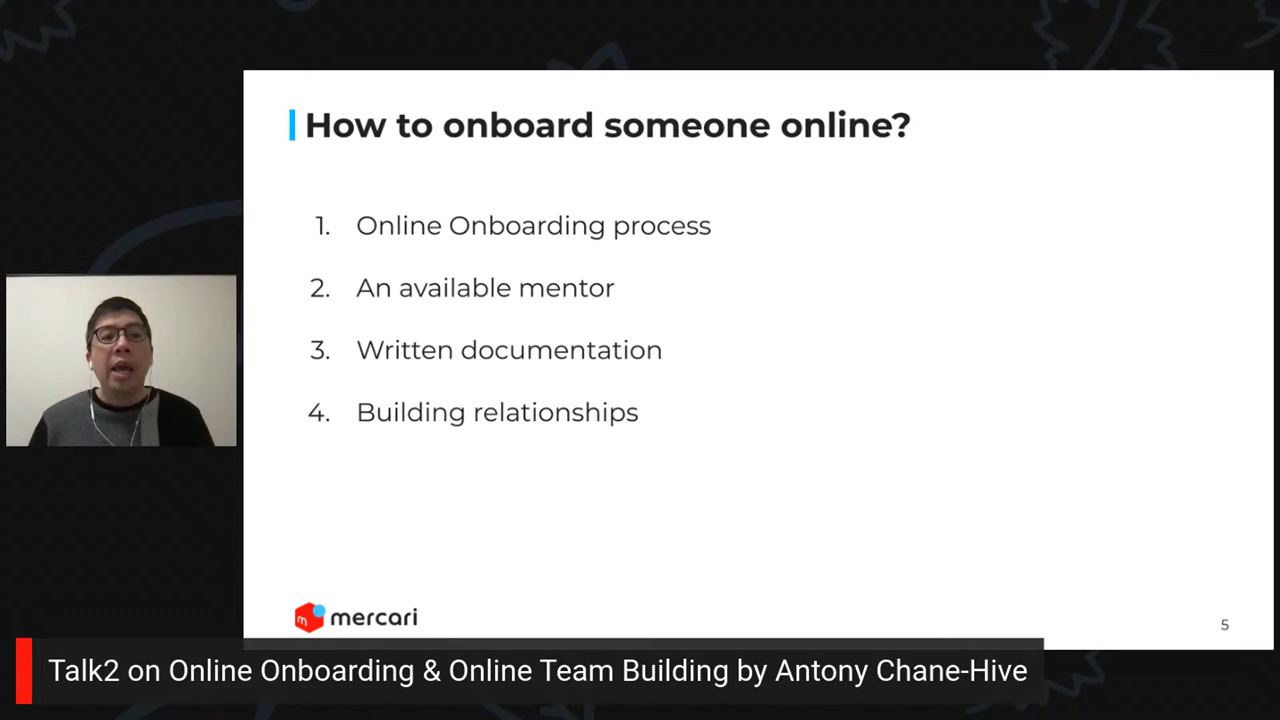 How to onboard someone online?
1. Online Onboarding process
2. An available mentor
3. Written documentation
4. Building relationships
m mercari
5
Talk2 on Online Onboarding & Online Team Building by Antony Chane-Hive